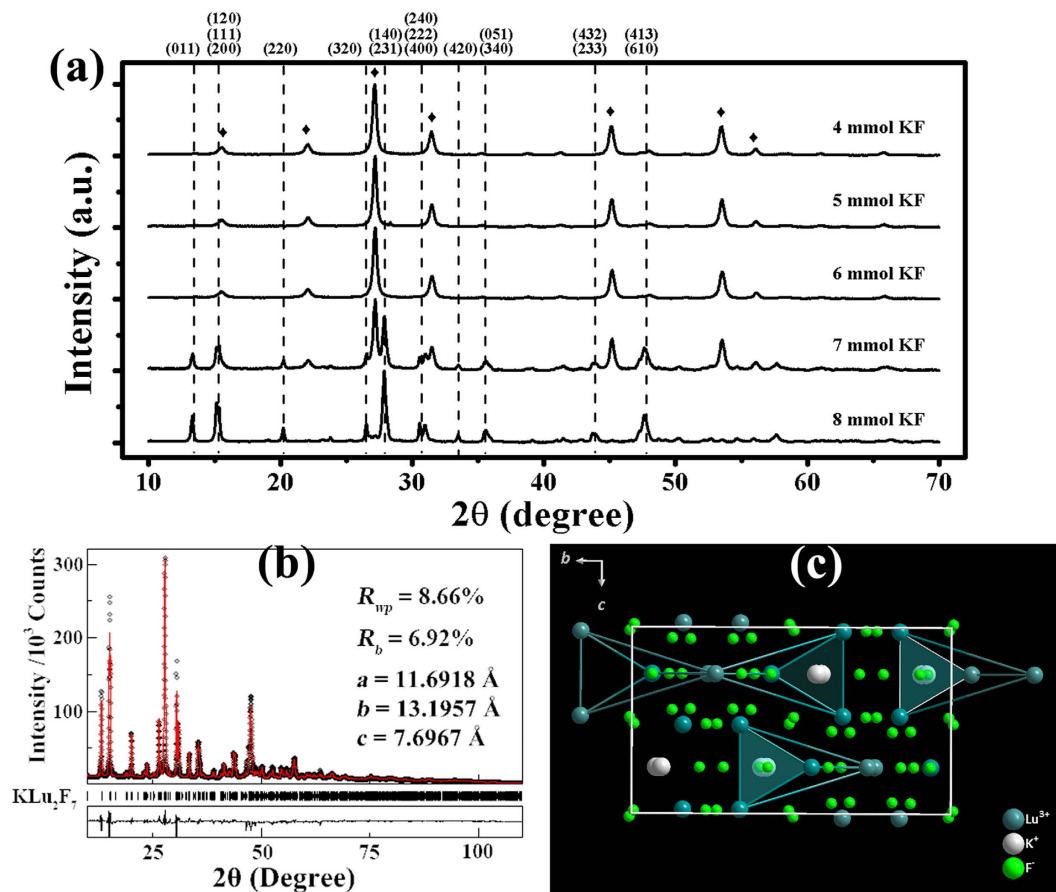 (120) (240)
(111) (140) (222) (051) (432) (413)
(011) (200) (220) (320) (231) (400) (420) (340) (233) (610)
(a)
4 mmol KF
5 mmol KF
6 mmol KF
7 mmol KF
8 mmol KF
Intensity (a.u.)
10 20 30 40 50 60 70
2θ (degree)
(b)
300
200
100
Intensity /10³ Counts
R_wp = 8.66%
R_b = 6.92%
a = 11.6918 Å
b = 13.1957 Å
c = 7.6967 Å
KLu₂F₇
25 50 75 100
2θ (Degree)
(c)
b
c
Lu³⁺
K⁺
F⁻